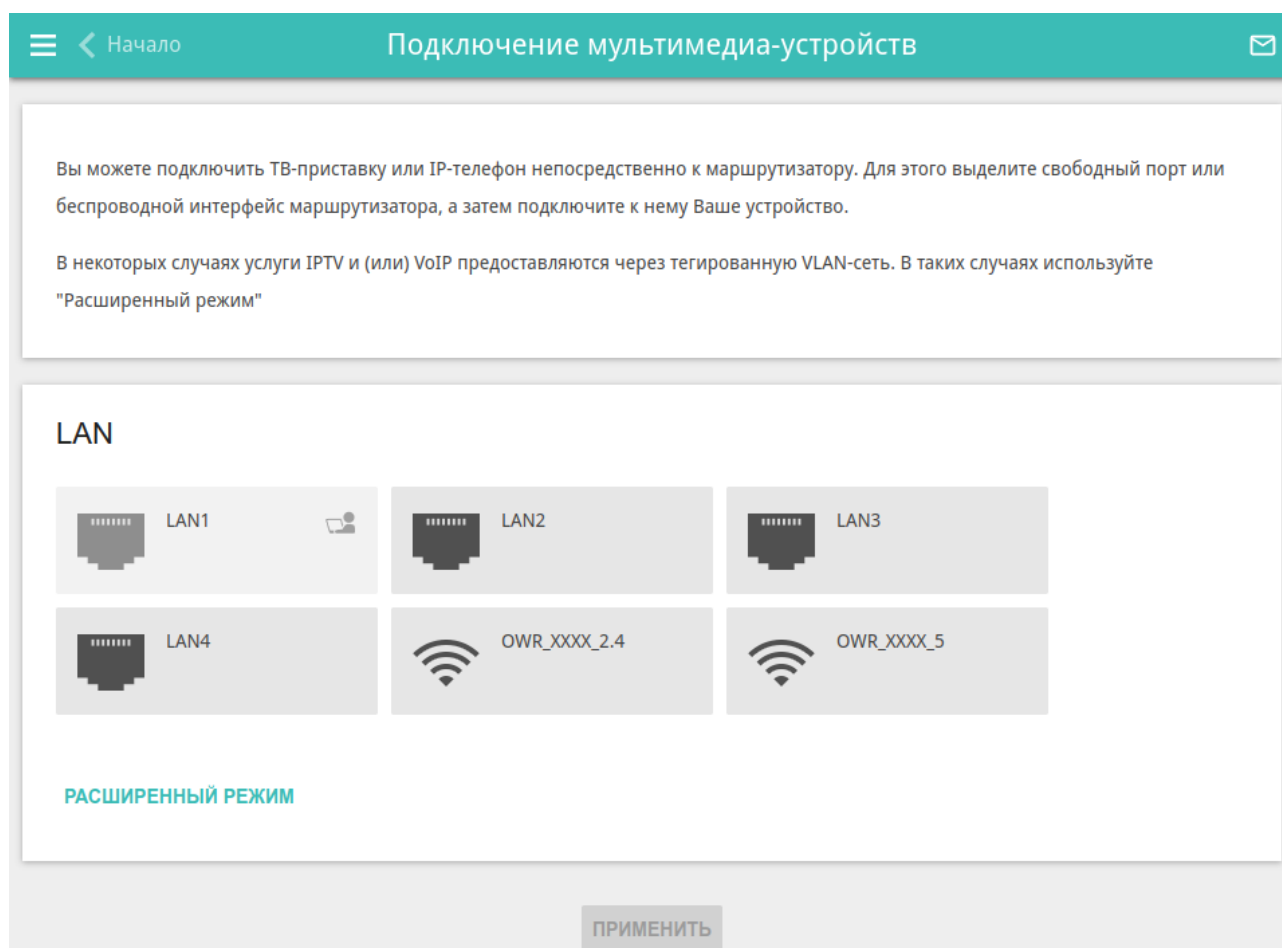 Начало
Подключение мультимедиа-устройств
Вы можете подключить ТВ-приставку или IP-телефон непосредственно к маршрутизатору. Для этого выделите свободный порт или
беспроводной интерфейс маршрутизатора, а затем подключите к нему Ваше устройство.
В некоторых случаях услуги IPTV и (или) VoIP предоставляются через тегированную VLAN-сеть. В таких случаях используйте
"Расширенный режим"
LAN
LAN1
LAN2
LAN3
LAN4
OWR_XXXX_2.4
OWR_XXXX_5
РАСШИРЕННЫЙ РЕЖИМ
ПРИМЕНИТЬ